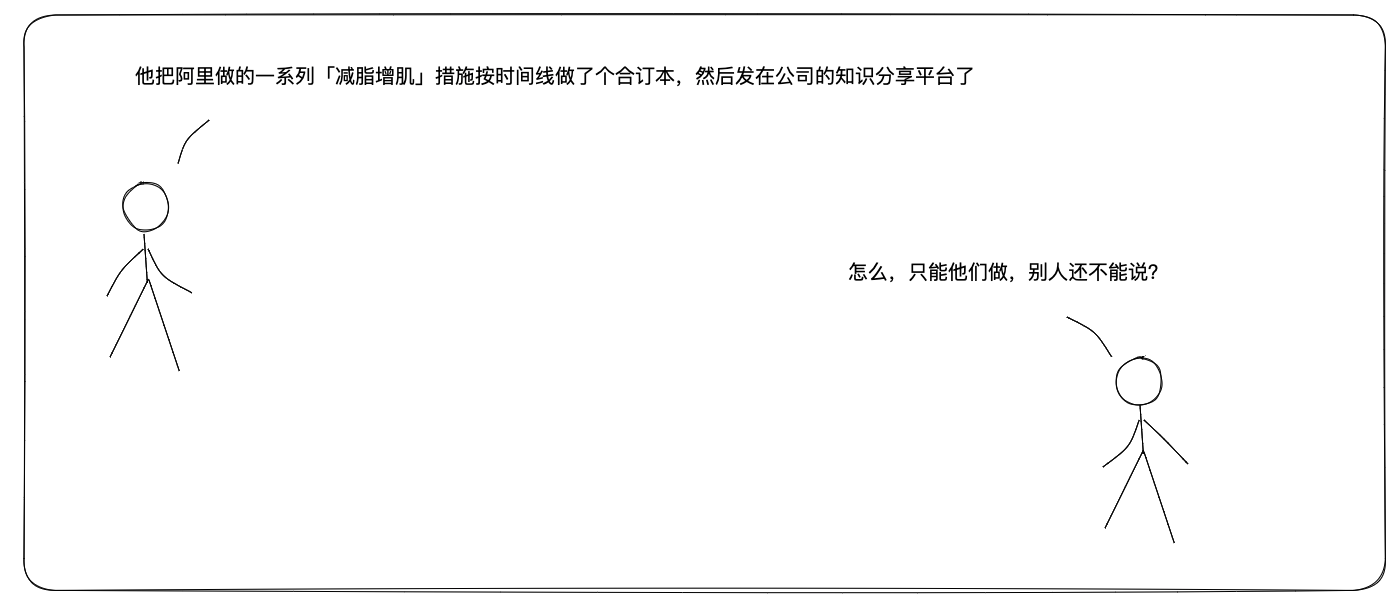 他把阿里做的一系列「减脂增肌」措施按时间线做了个合订本，然后发在公司的知识分享平台了
怎么，只能他们做，别人还不能说？